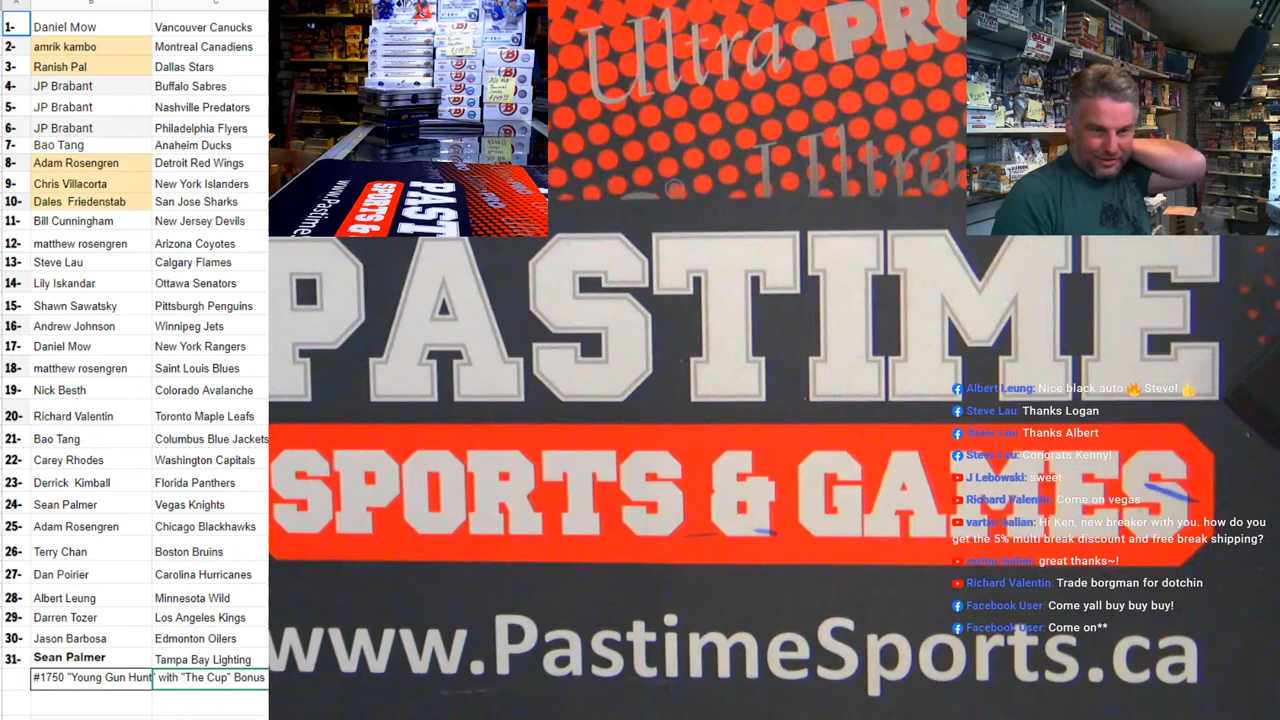 1- Daniel Mow Vancouver Canucks
2- amrik kambo Montreal Canadiens
3- Ranish Pal Dallas Stars
4- JP Brabant Buffalo Sabres
5- JP Brabant Nashville Predators
6- JP Brabant Philadelphia Flyers
7- Bao Tang Anaheim Ducks
8- Adam Rosengren Detroit Red Wings
9- Chris Villacorta New York Islanders
10- Dales Friedenstab San Jose Sharks
11- Bill Cunningham New Jersey Devils
12- matthew rosengren Arizona Coyotes
13- Steve Lau Calgary Flames
14- Lily Iskandar Ottawa Senators
15- Shawn Sawatsky Pittsburgh Penguins
16- Andrew Johnson Winnipeg Jets
17- Daniel Mow New York Rangers
18- matthew rosengren Saint Louis Blues
19- Nick Besth Colorado Avalanche
20- Richard Valentin Toronto Maple Leafs
21- Bao Tang Columbus Blue Jackets
22- Carey Rhodes Washington Capitals
23- Derrick Kimball Florida Panthers
24- Sean Palmer Vegas Knights
25- Adam Rosengren Chicago Blackhawks
26- Terry Chan Boston Bruins
27- Dan Poirier Carolina Hurricanes
28- Albert Leung Minnesota Wild
29- Darren Tozer Los Angeles Kings
30- Jason Barbosa Edmonton Oilers
31- Sean Palmer Tampa Bay Lighting
#1750 "Young Gun Hunt" with "The Cup" Bonus
www.Pastime
SPORTS &
PAST
Ultra
Ultra
SALE
PASTIME
SPORTS & GAMES
www.PastimeSports.ca
Albert Leung: Nice black auto 🔥 Steve! 👍
Steve Lau: Thanks Logan
Steve Lau: Thanks Albert
Steve Lau: Congrats Kenny!
J Lebowski: sweet
Richard Valentin: Come on vegas
vartan balian: Hi Ken, new breaker with you. how do you
get the 5% multi break discount and free break shipping?
vartan balian: great thanks~!
Richard Valentin: Trade borgman for dotchin
Facebook User: Come yall buy buy buy!
Facebook User: Come on**